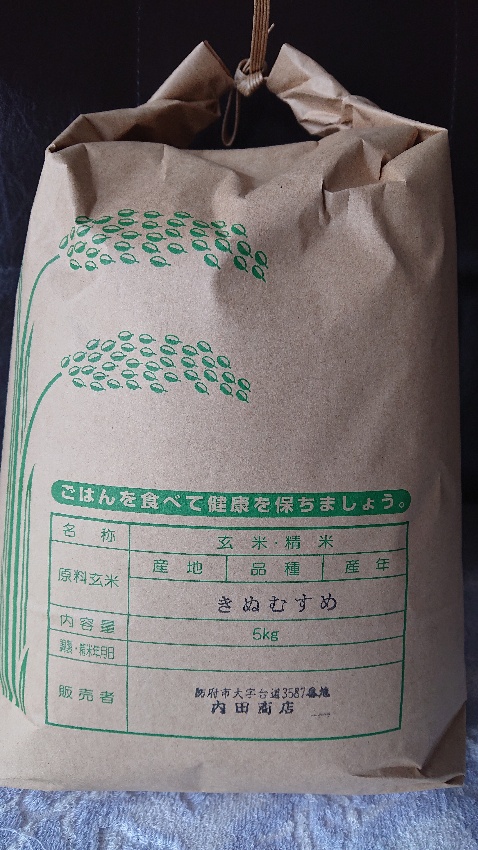 ごはんを食べて健康を保ちましょう。
名称 玄米・精米
原料玄米 産地 品種 産年
きぬむすめ
内容量 5kg
販売者 防府市大字台道3587番地
内田商店